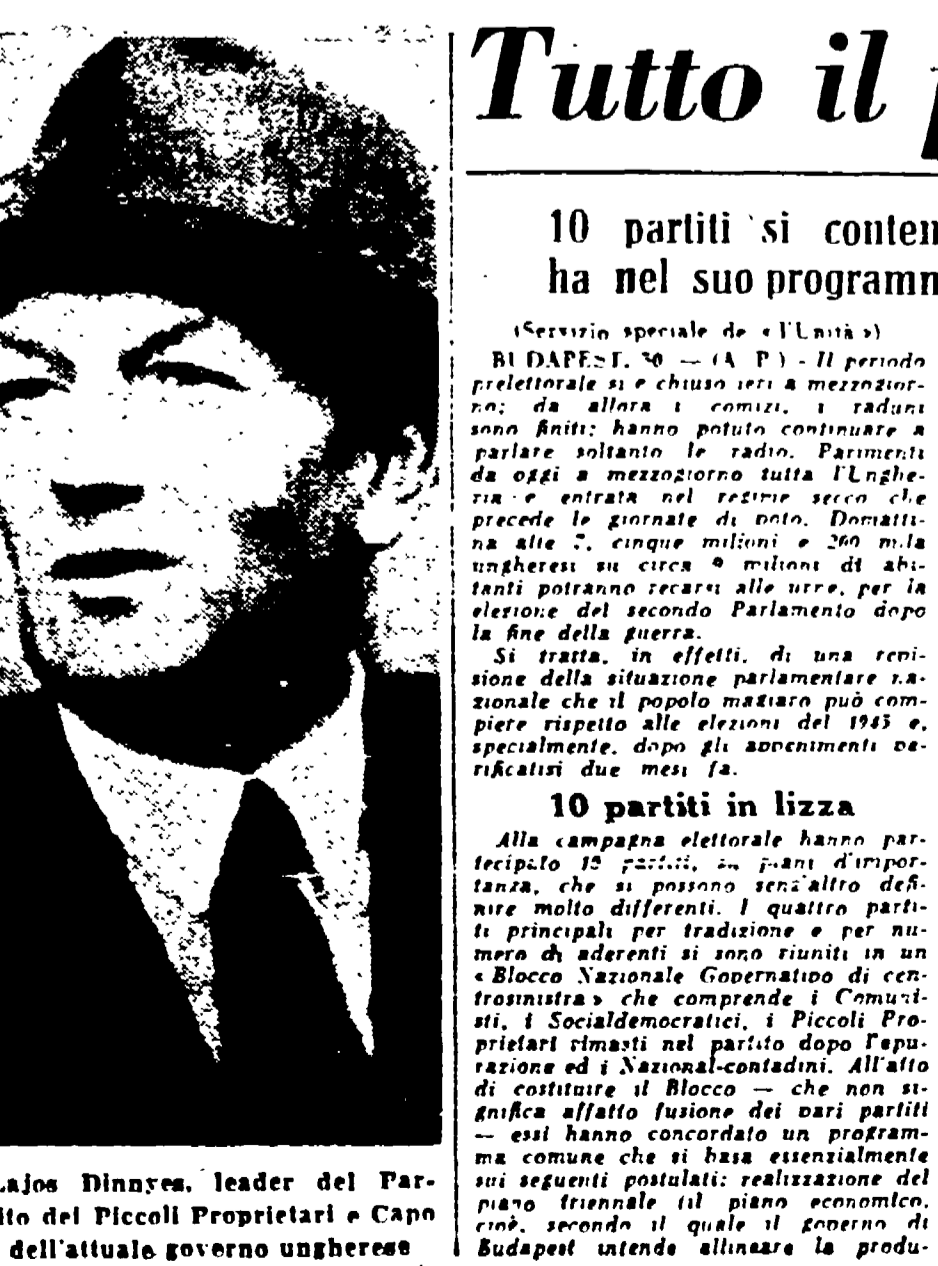 Tutto il
10 partiti si conten
ha nel suo programm
(Servizio speciale de « l'Unità »)
BUDAPEST, 30 — (A. P.) - Il periodo
prelettorale si è chiuso ieri a mezzogior-
no; da allora i comizi, i raduni
sono finiti; hanno potuto continuare a
parlare soltanto le radio. Parimenti
da oggi a mezzogiorno tutta l'Unghe-
ria è entrata nel regime secco che
precede le giornate di voto. Domatti-
na alle 7, cinque milioni e 260 mila
ungheresi su circa 9 milioni di abi-
tanti potranno recarsi alle urne, per la
elezione del secondo Parlamento dopo
la fine della guerra.
Si tratta, in effetti, di una revi-
sione della situazione parlamentare na-
zionale che il popolo magiaro può com-
piere rispetto alle elezioni del 1945 e,
specialmente, dopo gli avvenimenti ve-
rificatisi due mesi fa.
10 partiti in lizza
Alla campagna elettorale hanno par-
tecipato partiti, d'impor-
tanza, che si possono senz'altro defi-
nire molto differenti. I quattro parti-
ti principali per tradizione e per nu-
mero di aderenti si sono riuniti in un
« Blocco Nazionale Governativo di cen-
trosinistra » che comprende i Comuni-
sti, i Socialdemocratici, i Piccoli Pro-
prietari rimasti nel partito dopo l'epu-
razione ed i Nazional-contadini. All'atto
di costituire il Blocco — che non si-
gnifica affatto fusione dei vari partiti
— essi hanno concordato un program-
ma comune che si basa essenzialmente
sui seguenti postulati: realizzazione del
piano triennale (il piano economico,
cioè, secondo il quale il governo di
Budapest intende allineare la produ-
Lajos Dinnyes, leader del Par-
ito dei Piccoli Proprietari e Capo
dell'attuale governo ungherese